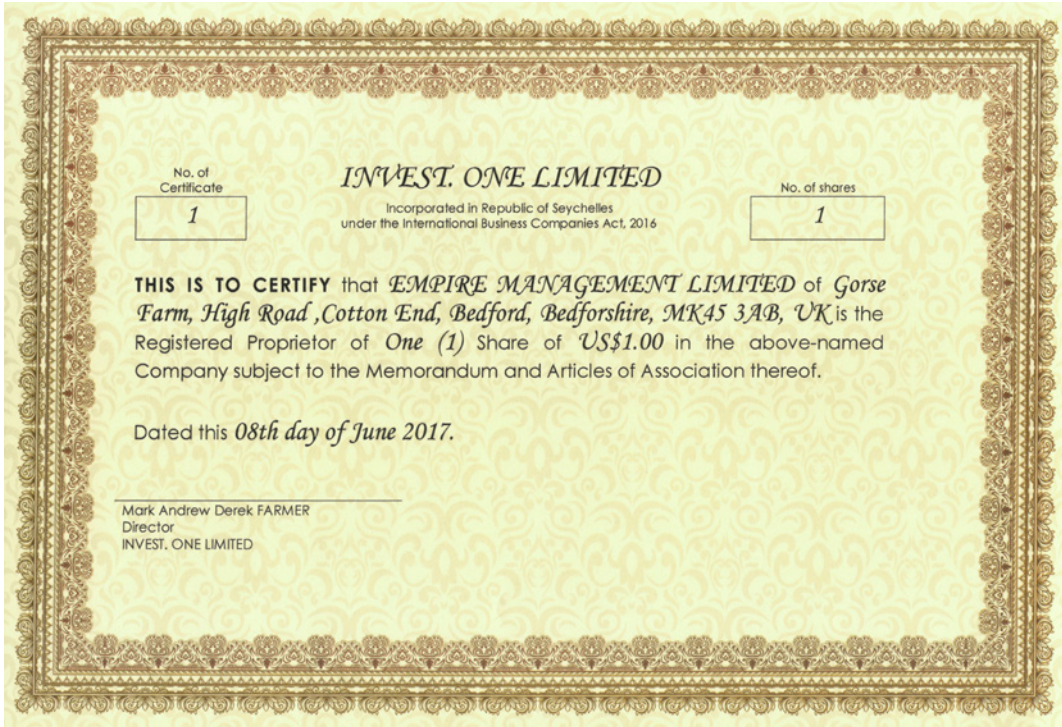 No. of
Certificate
1
INVEST. ONE LIMITED
Incorporated in Republic of Seychelles
under the International Business Companies Act, 2016
No. of shares
1
THIS IS TO CERTIFY that EMPIRE MANAGEMENT LIMITED of Gorse
Farm, High Road ,Cotton End, Bedford, Bedforshire, MK45 3AB, UK is the
Registered Proprietor of One (1) Share of US$1.00 in the above-named
Company subject to the Memorandum and Articles of Association thereof.
Dated this 08th day of June 2017.
Mark Andrew Derek FARMER
Director
INVEST. ONE LIMITED